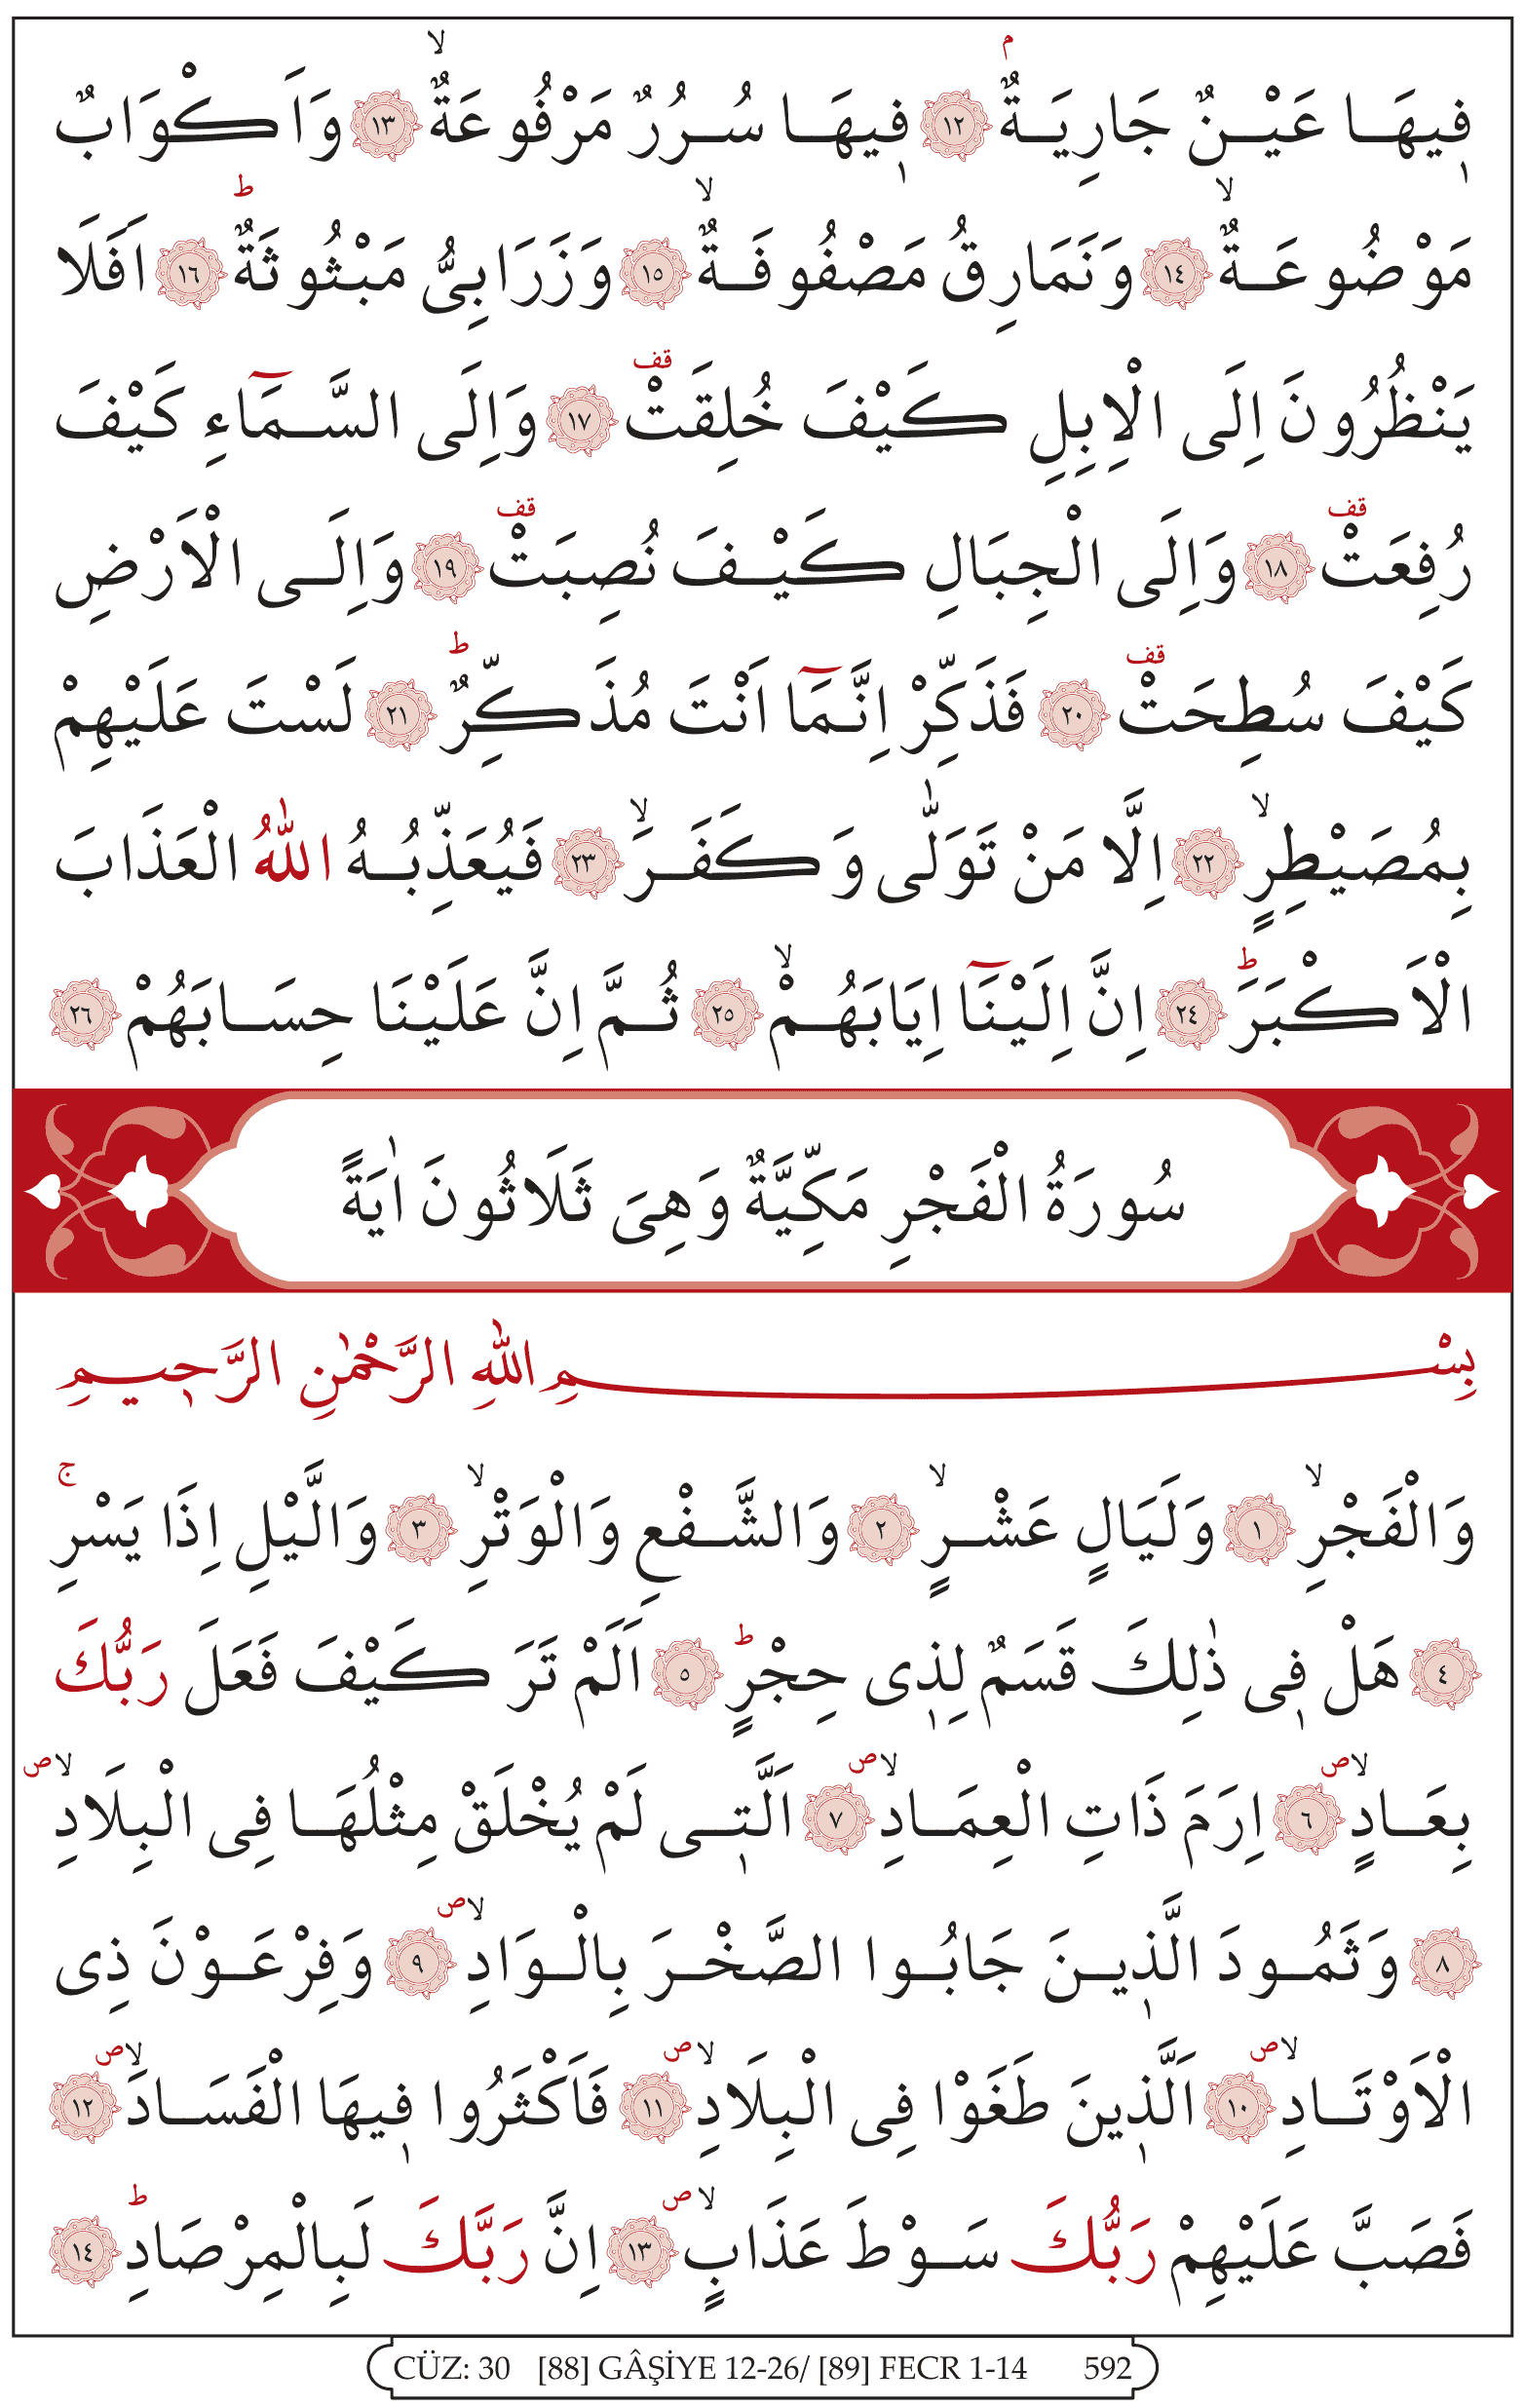 ف۪يهَا عَيْنٌ جَارِيَةٌۢ ﴿١٢﴾ ف۪يهَا سُرُرٌ مَرْفُوعَةٌۙ ﴿١٣﴾ وَاَكْوَابٌ
مَوْضُوعَةٌۙ ﴿١٤﴾ وَنَمَارِقُ مَصْفُوفَةٌۙ ﴿١٥﴾ وَزَرَابِيُّ مَبْثُوثَةٌؕ ﴿١٦﴾ اَفَلَا
يَنْظُرُونَ اِلَى الْاِبِلِ كَيْفَ خُلِقَتْ۠ قف ﴿١٧﴾ وَاِلَى السَّمَٓاءِ كَيْفَ
رُفِعَتْ قف ﴿١٨﴾ وَاِلَى الْجِبَالِ كَيْفَ نُصِبَتْ قف ﴿١٩﴾ وَاِلَى الْاَرْضِ
كَيْفَ سُطِحَتْ قف ﴿٢٠﴾ فَذَكِّرْ اِنَّمَٓا اَنْتَ مُذَكِّرٌؕ ﴿٢١﴾ لَسْتَ عَلَيْهِمْ
بِمُصَيْطِرٍۙ ﴿٢٢﴾ اِلَّا مَنْ تَوَلّٰى وَكَفَرَۙ ﴿٢٣﴾ فَيُعَذِّبُهُ اللّٰهُ الْعَذَابَ
الْاَكْبَرَؕ ﴿٢٤﴾ اِنَّ اِلَيْنَٓا اِيَابَهُمْۙ ﴿٢٥﴾ ثُمَّ اِنَّ عَلَيْنَا حِسَابَهُمْ ﴿٢٦﴾
سُورَةُ الْفَجْرِ مَكِّيَّةٌ وَهِيَ ثَلَاثُونَ اٰيَةً
بِسْمِ اللّٰهِ الرَّحْمٰنِ الرَّح۪يمِ
وَالْفَجْرِۙ ﴿١﴾ وَلَيَالٍ عَشْرٍۙ ﴿٢﴾ وَالشَّفْعِ وَالْوَتْرِۙ ﴿٣﴾ وَالَّيْلِ اِذَا يَسْرِۚ
﴿٤﴾ هَلْ ف۪ي ذٰلِكَ قَسَمٌ لِذ۪ي حِجْرٍؕ ﴿٥﴾ اَلَمْ تَرَ كَيْفَ فَعَلَ رَبُّكَ
بِعَادٍۙ ص ﴿٦﴾ اِرَمَ ذَاتِ الْعِمَادِۙ ص ﴿٧﴾ اَلَّت۪ي لَمْ يُخْلَقْ مِثْلُهَا فِي الْبِلَادِۙ ص
﴿٨﴾ وَثَمُودَ الَّذ۪ينَ جَابُوا الصَّخْرَ بِالْوَادِۙ ص ﴿٩﴾ وَفِرْعَوْنَ ذِي
الْاَوْتَادِۙ ص ﴿١٠﴾ اَلَّذ۪ينَ طَغَوْا فِي الْبِلَادِۙ ص ﴿١١﴾ فَاَكْثَرُوا ف۪يهَا الْفَسَادَۙ ص ﴿١٢﴾
فَصَبَّ عَلَيْهِمْ رَبُّكَ سَوْطَ عَذَابٍۙ ص ﴿١٣﴾ اِنَّ رَبَّكَ لَبِالْمِرْصَادِؕ ﴿١٤﴾
CÜZ: 30 [88] GÂŞİYE 12-26/ [89] FECR 1-14 592